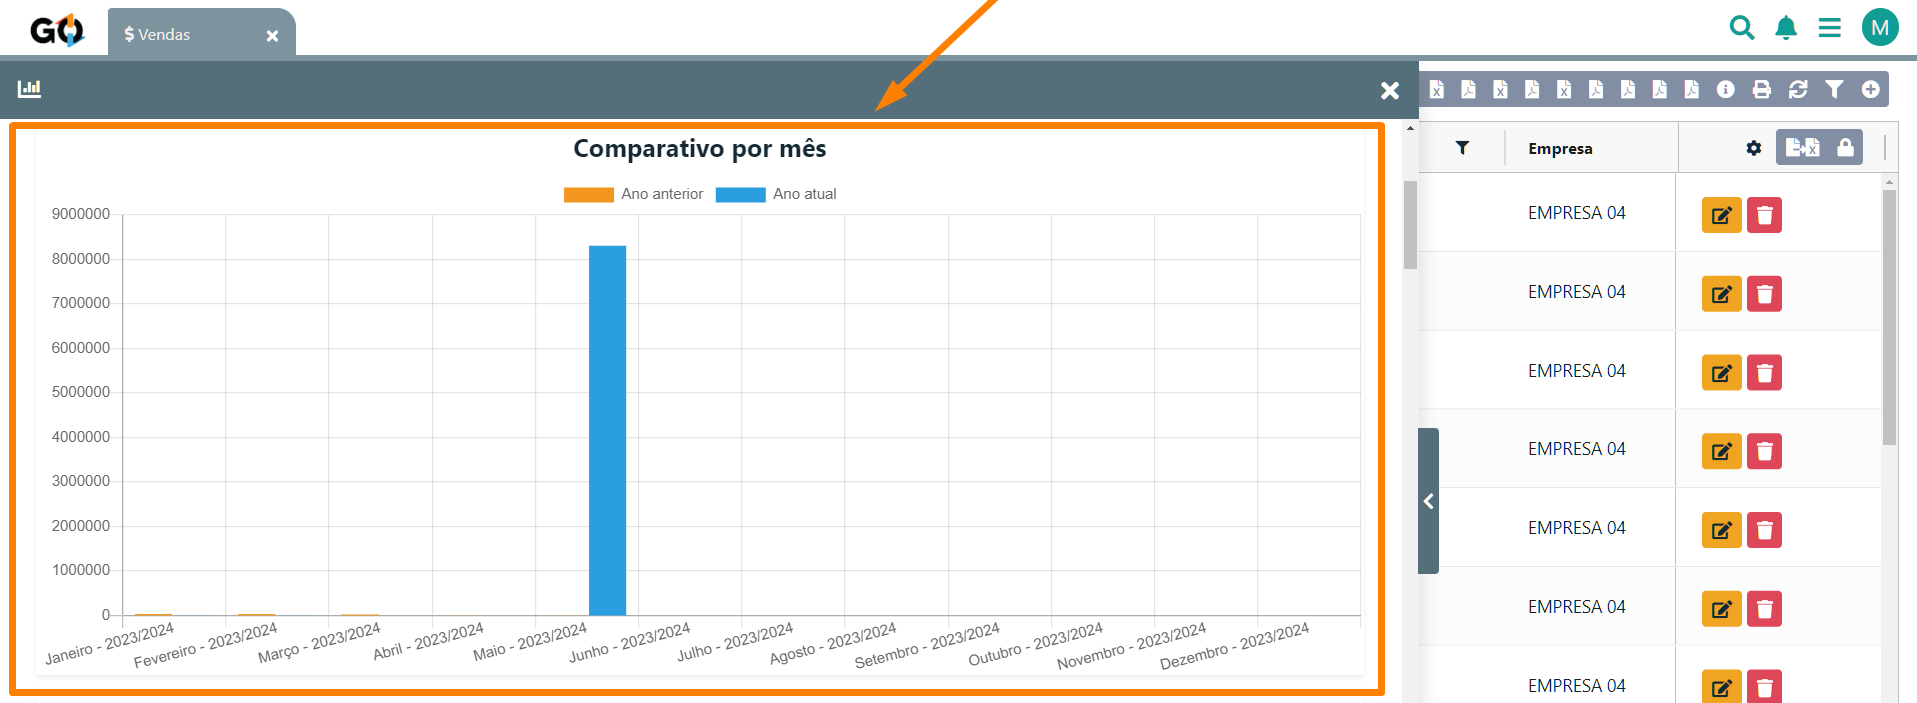 GQ
$ Vendas
M
Comparativo por mês
Ano anterior Ano atual
9000000
8000000
7000000
6000000
5000000
4000000
3000000
2000000
1000000
0
Janeiro - 2023/2024
Fevereiro - 2023/2024
Março - 2023/2024
Abril - 2023/2024
Maio - 2023/2024
Junho - 2023/2024
Julho - 2023/2024
Agosto - 2023/2024
Setembro - 2023/2024
Outubro - 2023/2024
Novembro - 2023/2024
Dezembro - 2023/2024
Empresa
EMPRESA 04
EMPRESA 04
EMPRESA 04
EMPRESA 04
EMPRESA 04
EMPRESA 04
EMPRESA 04